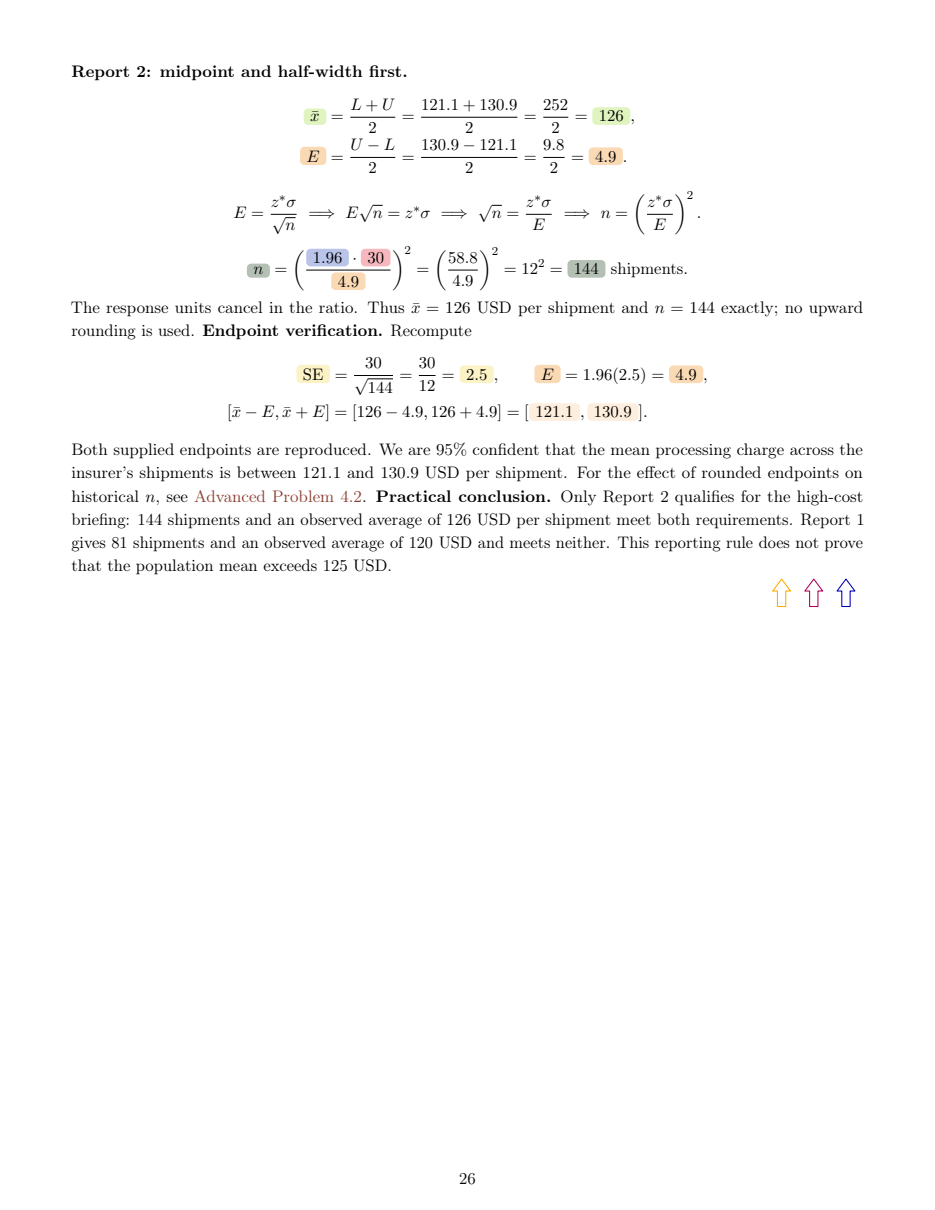 Report 2: midpoint and half-width first.
x̄ = (L + U)/2 = (121.1 + 130.9)/2 = 252/2 = 126,
E = (U − L)/2 = (130.9 − 121.1)/2 = 9.8/2 = 4.9.
E = z*σ/√n ⟹ E√n = z*σ ⟹ √n = z*σ/E ⟹ n = (z*σ/E)².
n = ((1.96 · 30)/4.9)² = (58.8/4.9)² = 12² = 144 shipments.
The response units cancel in the ratio. Thus x̄ = 126 USD per shipment and n = 144 exactly; no upward
rounding is used. Endpoint verification. Recompute
SE = 30/√144 = 30/12 = 2.5, E = 1.96(2.5) = 4.9,
[x̄ − E, x̄ + E] = [126 − 4.9, 126 + 4.9] = [121.1, 130.9].
Both supplied endpoints are reproduced. We are 95% confident that the mean processing charge across the
insurer's shipments is between 121.1 and 130.9 USD per shipment. For the effect of rounded endpoints on
historical n, see Advanced Problem 4.2. Practical conclusion. Only Report 2 qualifies for the high-cost
briefing: 144 shipments and an observed average of 126 USD per shipment meet both requirements. Report 1
gives 81 shipments and an observed average of 120 USD and meets neither. This reporting rule does not prove
that the population mean exceeds 125 USD.
26